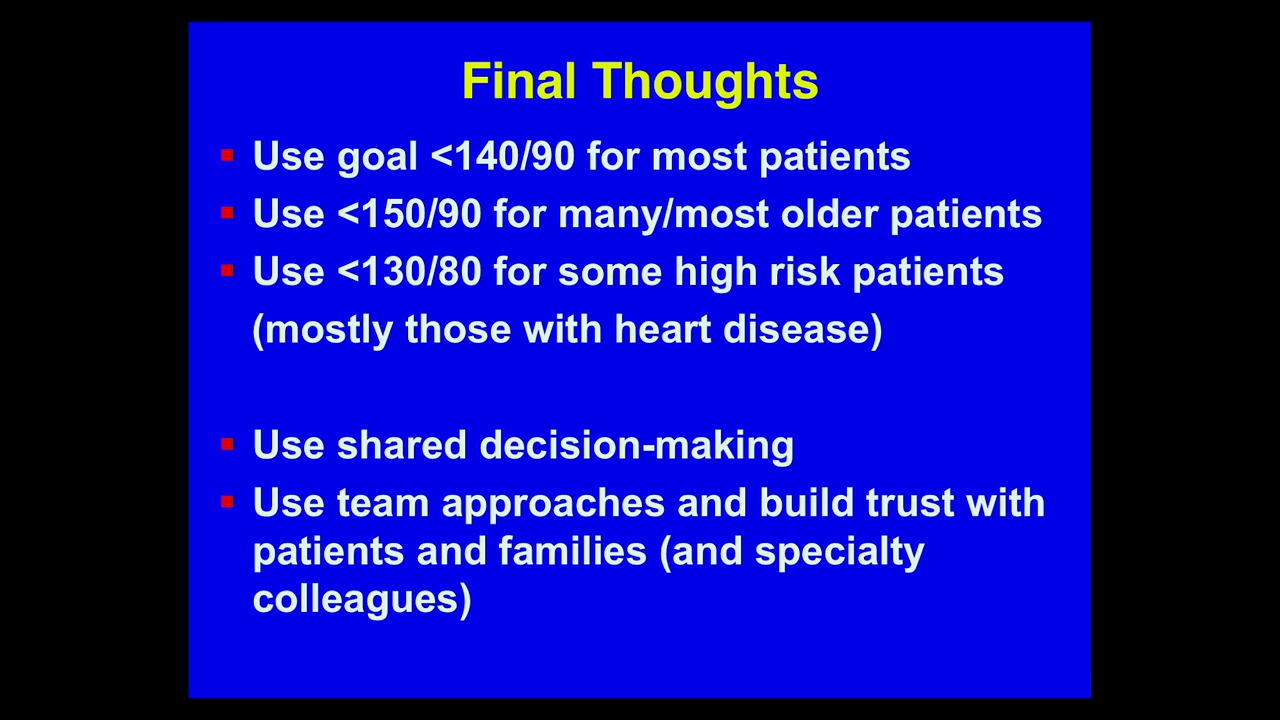 Final Thoughts
Use goal <140/90 for most patients
Use <150/90 for many/most older patients
Use <130/80 for some high risk patients
(mostly those with heart disease)
Use shared decision-making
Use team approaches and build trust with
patients and families (and specialty
colleagues)